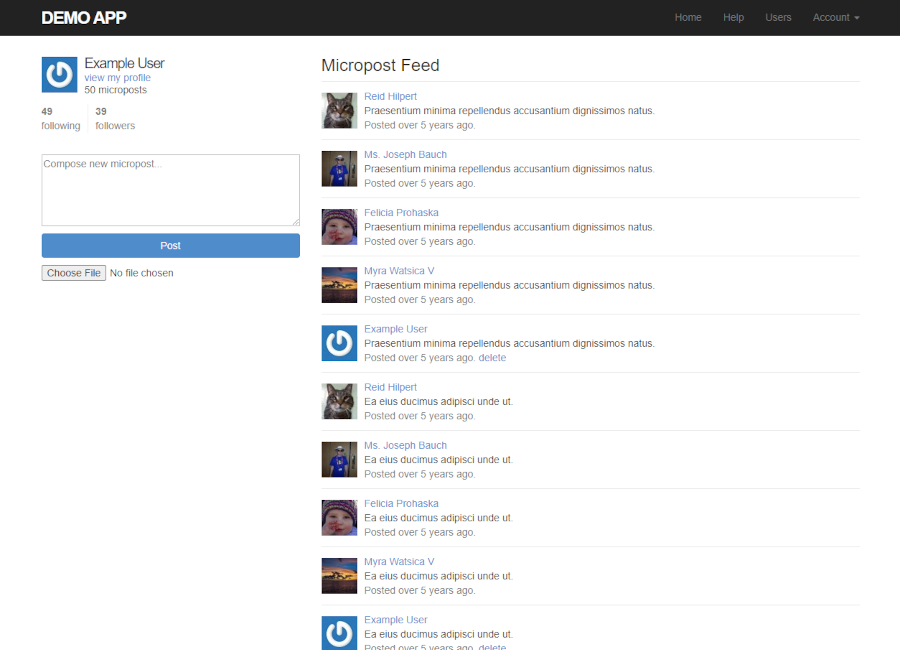 DEMO APP
Home Help Users Account
Example User
view my profile
50 microposts
49 39
following followers
Compose new micropost...
Post
Choose File No file chosen
Micropost Feed
Reid Hilpert
Praesentium minima repellendus accusantium dignissimos natus.
Posted over 5 years ago.
Ms. Joseph Bauch
Praesentium minima repellendus accusantium dignissimos natus.
Posted over 5 years ago.
Felicia Prohaska
Praesentium minima repellendus accusantium dignissimos natus.
Posted over 5 years ago.
Myra Watsica V
Praesentium minima repellendus accusantium dignissimos natus.
Posted over 5 years ago.
Example User
Praesentium minima repellendus accusantium dignissimos natus.
Posted over 5 years ago. delete
Reid Hilpert
Ea eius ducimus adipisci unde ut.
Posted over 5 years ago.
Ms. Joseph Bauch
Ea eius ducimus adipisci unde ut.
Posted over 5 years ago.
Felicia Prohaska
Ea eius ducimus adipisci unde ut.
Posted over 5 years ago.
Myra Watsica V
Ea eius ducimus adipisci unde ut.
Posted over 5 years ago.
Example User
Ea eius ducimus adipisci unde ut.
Posted over 5 years ago. delete